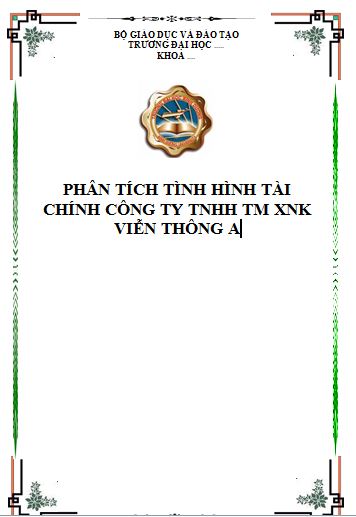 BỘ GIÁO DỤC VÀ ĐÀO TẠO
TRƯỜNG ĐẠI HỌC ......
KHOA ....
PHÂN TÍCH TÌNH HÌNH TÀI
CHÍNH CÔNG TY TNHH TM XNK
VIỄN THÔNG A